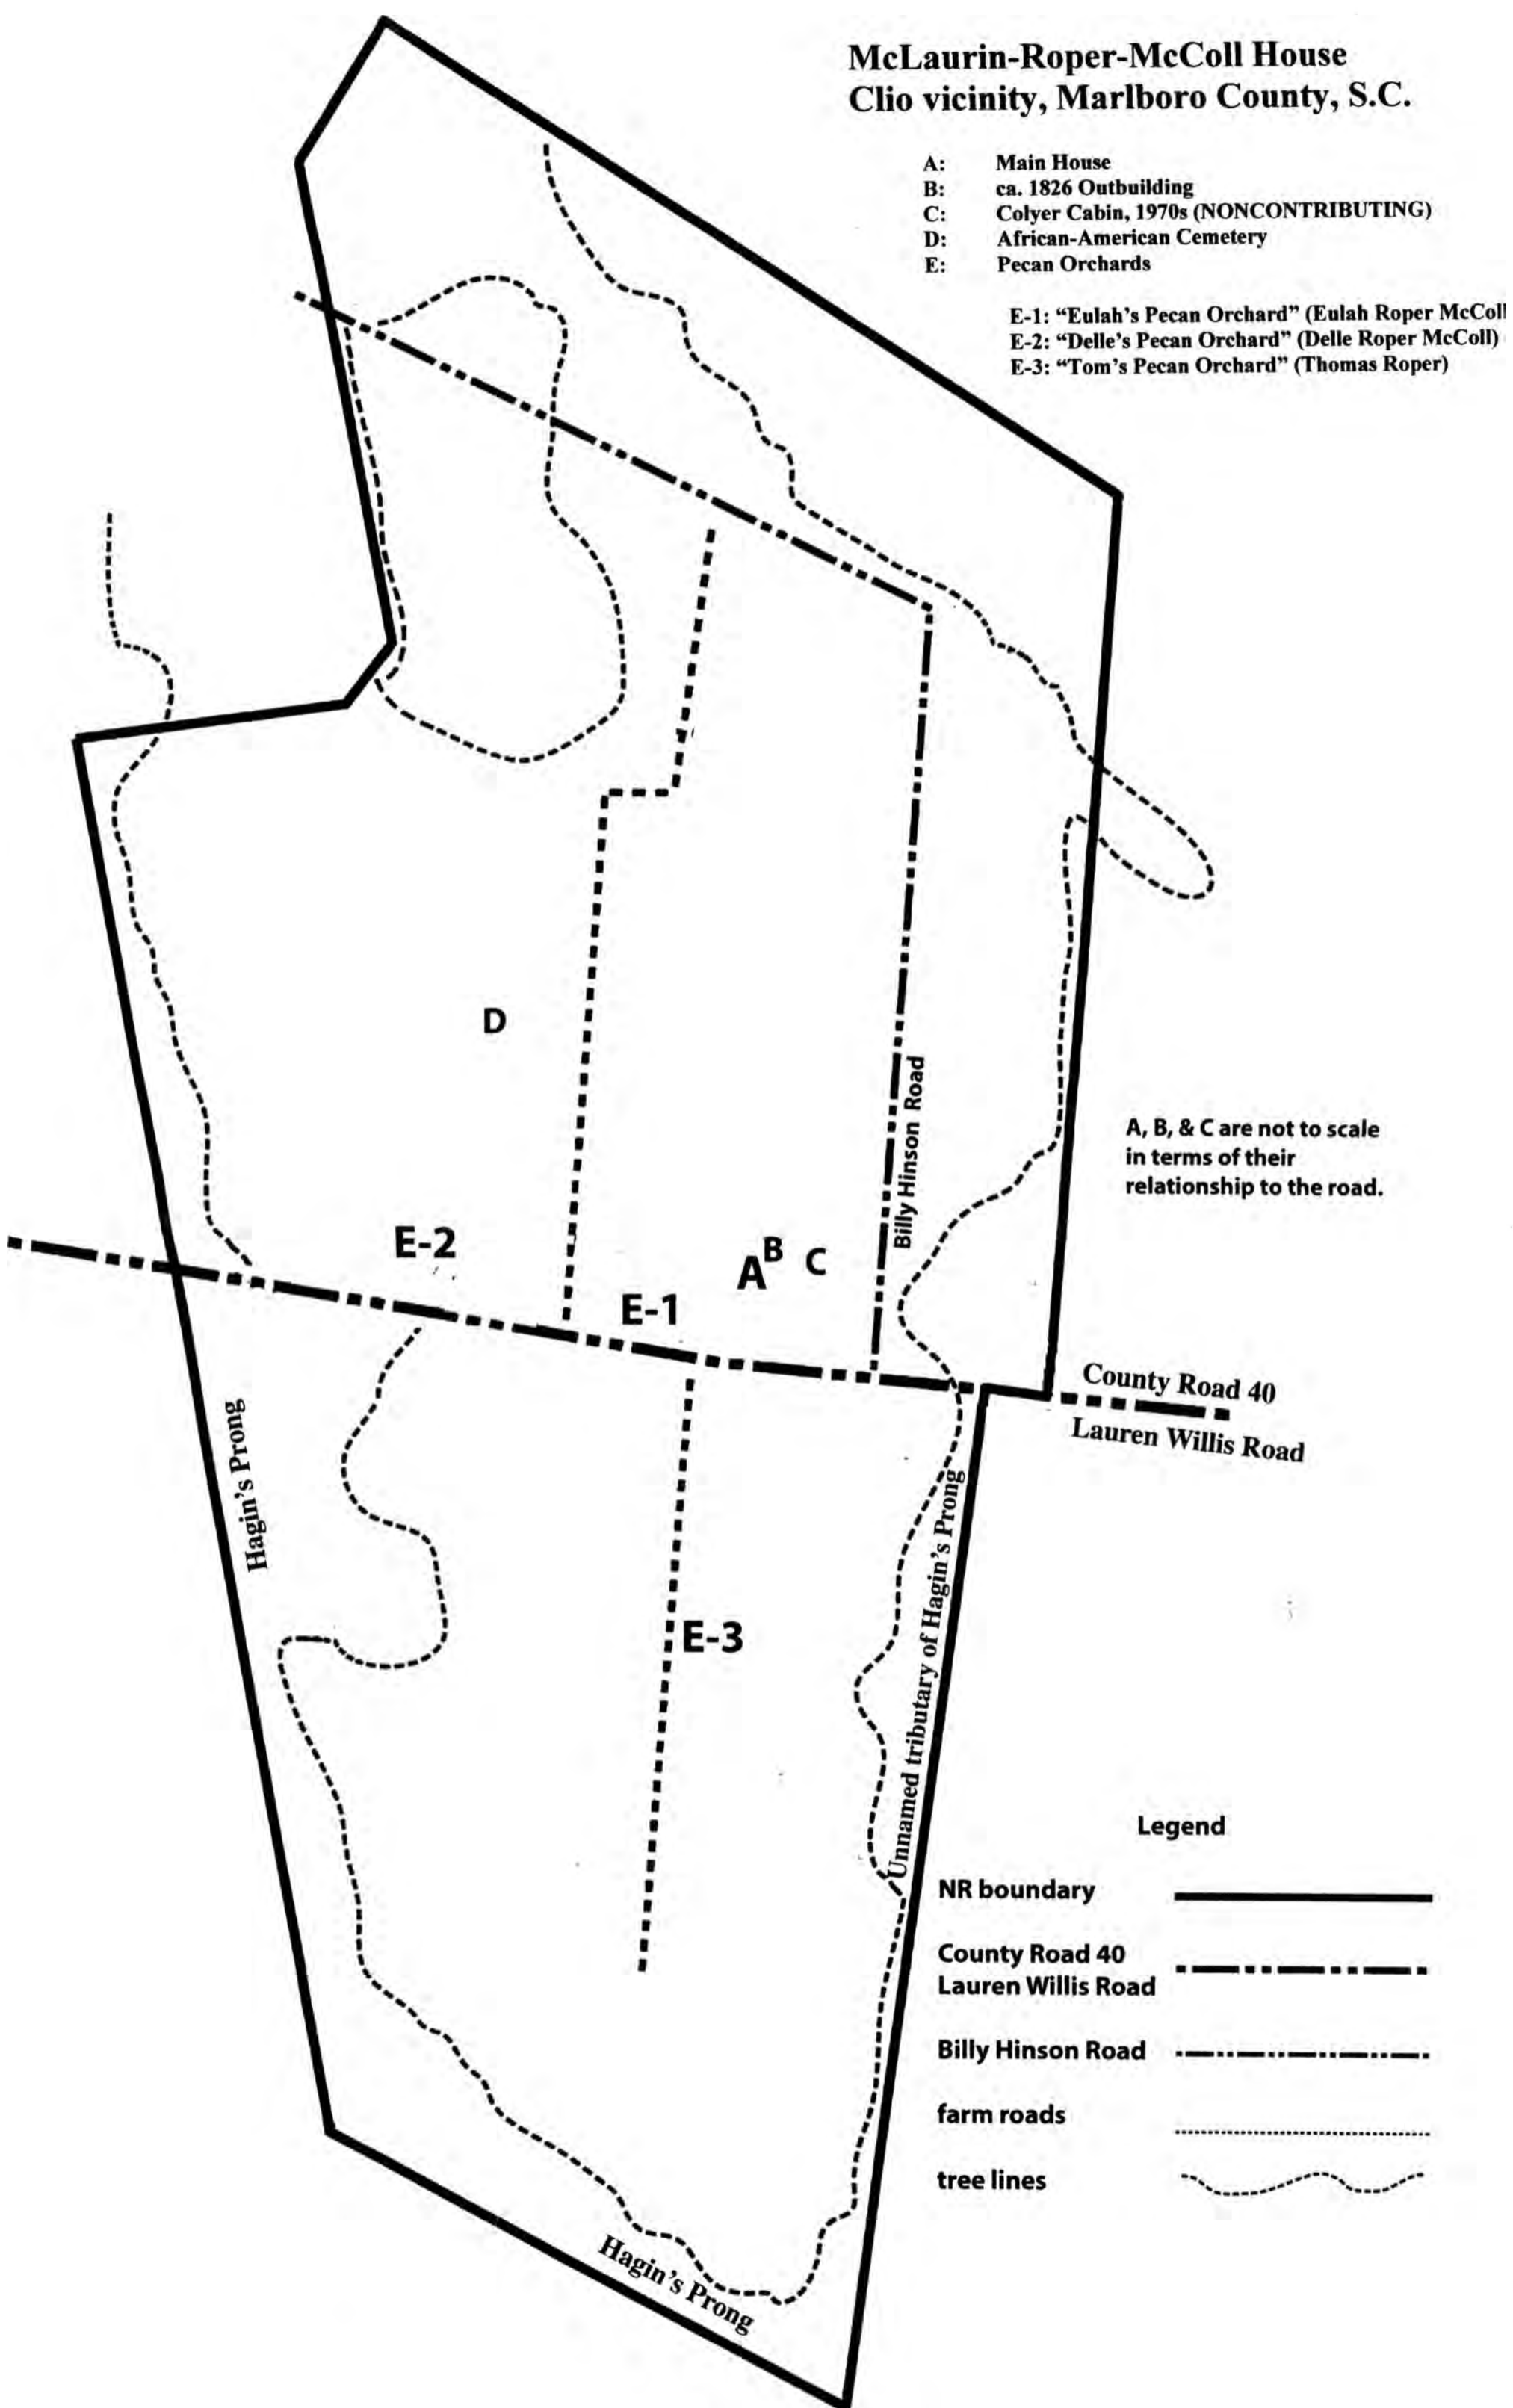 McLaurin-Roper-McColl House
Clio vicinity, Marlboro County, S.C.
A: Main House
B: ca. 1826 Outbuilding
C: Colyer Cabin, 1970s (NONCONTRIBUTING)
D: African-American Cemetery
E: Pecan Orchards
E-1: “Eulah’s Pecan Orchard” (Eulah Roper McColl
E-2: “Delle’s Pecan Orchard” (Delle Roper McColl)
E-3: “Tom’s Pecan Orchard” (Thomas Roper)
D
Billy Hinson Road
A, B, & C are not to scale
in terms of their
relationship to the road.
E-2
A
B
C
E-1
County Road 40
Lauren Willis Road
Hagin’s Prong
Unnamed tributary of Hagin’s Prong
E-3
Hagin’s Prong
Legend
NR boundary
County Road 40
Lauren Willis Road
Billy Hinson Road
farm roads
tree lines